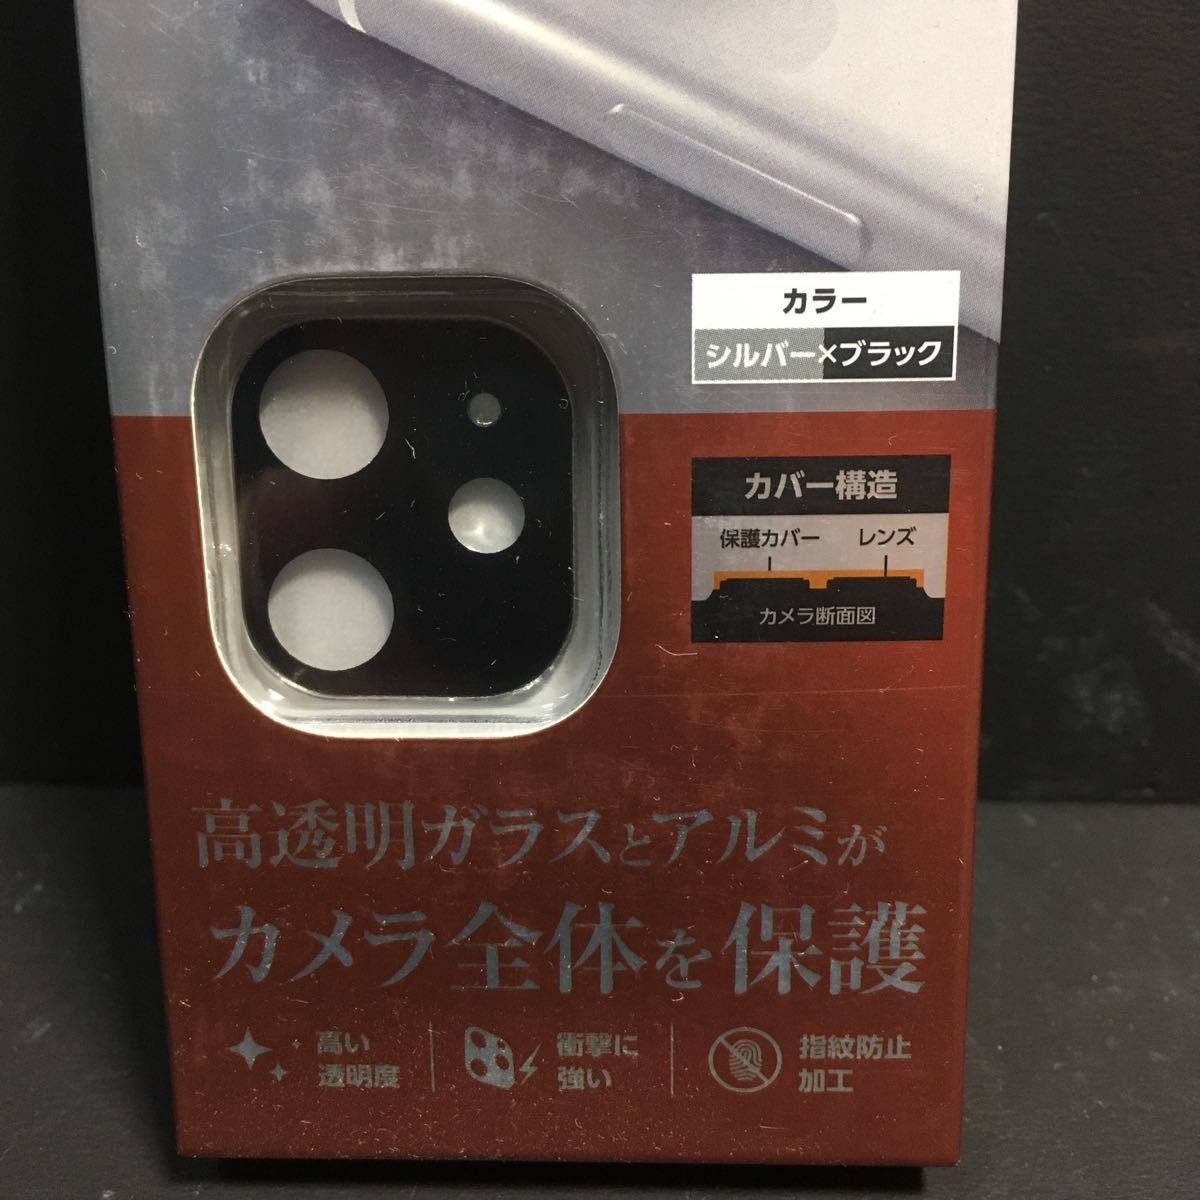 カラー
シルバー×ブラック
カバー構造
保護カバー レンズ
カメラ断面図
高透明ガラスとアルミが
カメラ全体を保護
高い
透明度
衝撃に
強い
指紋防止
加工